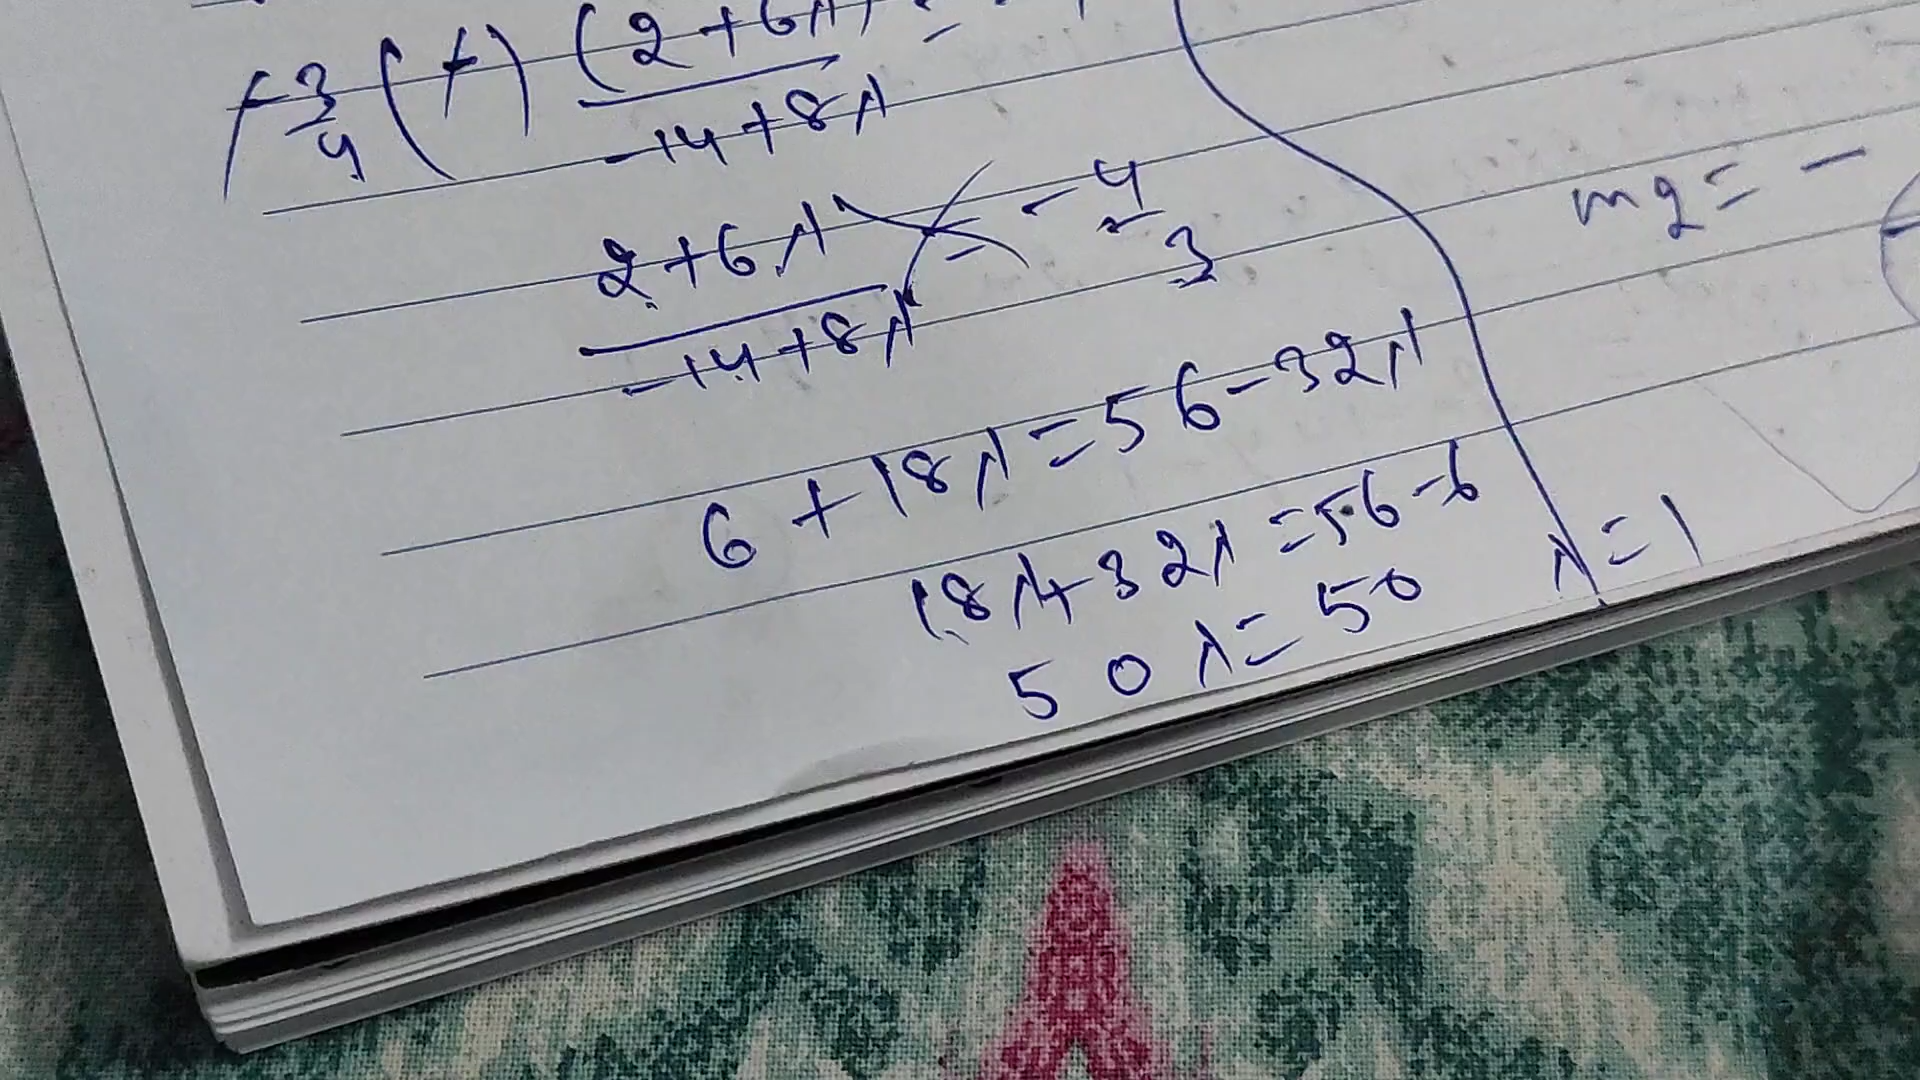 (-3/4)(-)(2+6λ)/(-14+8λ) =
(2+6λ)/(-14+8λ) = -4/3
6+18λ=56-32λ
18λ+32λ=56-6
50λ=50
λ=1
m2= -